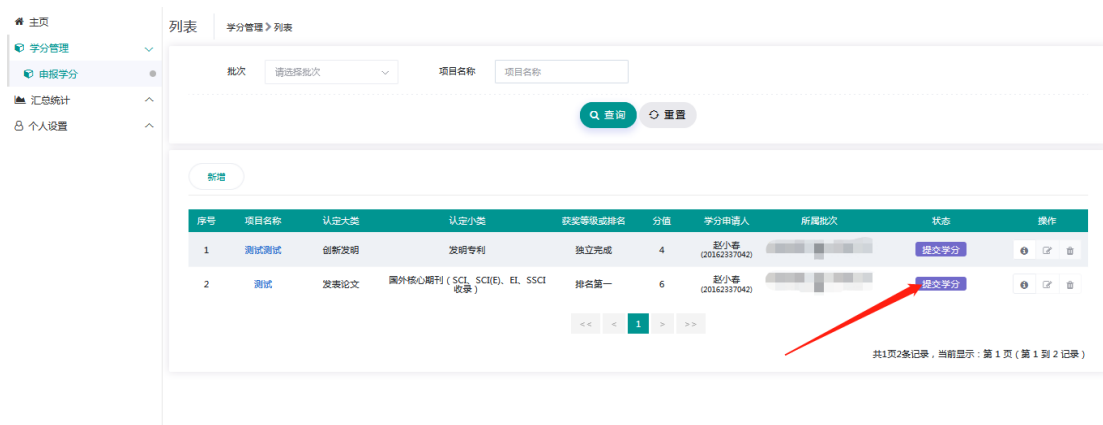 主页
学分管理
申报学分
汇总统计
个人设置
列表 学分管理 列表
批次 请选择批次 项目名称 项目名称
查询 重置
新增
序号 项目名称 认定大类 认定小类 获奖等级或排名 分值 学分申请人 所属批次 状态 操作
1 测试测试 创新发明 发明专利 独立完成 4 赵小春 提交学分
(20162337042)
2 测试 发表论文 国外核心期刊(SCI、SCI(E)、EI、SSCI 排名第一 6 赵小春 提交学分
收录) (20162337042)
<< < 1 > >>
共1页2条记录,当前显示:第 1 页(第 1 到 2 记录)